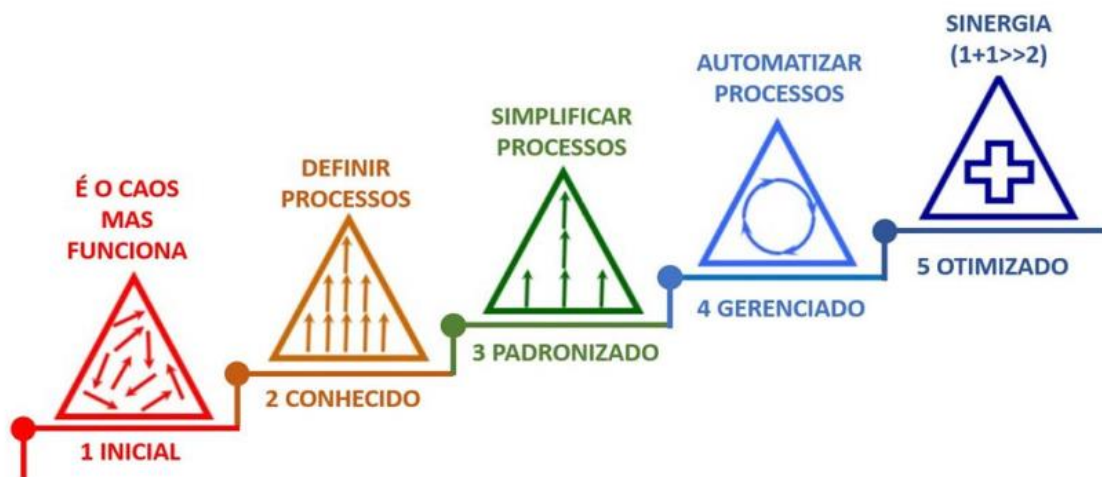 É O CAOS
MAS
FUNCIONA
1 INICIAL
DEFINIR
PROCESSOS
2 CONHECIDO
SIMPLIFICAR
PROCESSOS
3 PADRONIZADO
AUTOMATIZAR
PROCESSOS
4 GERENCIADO
SINERGIA
(1+1>>2)
5 OTIMIZADO